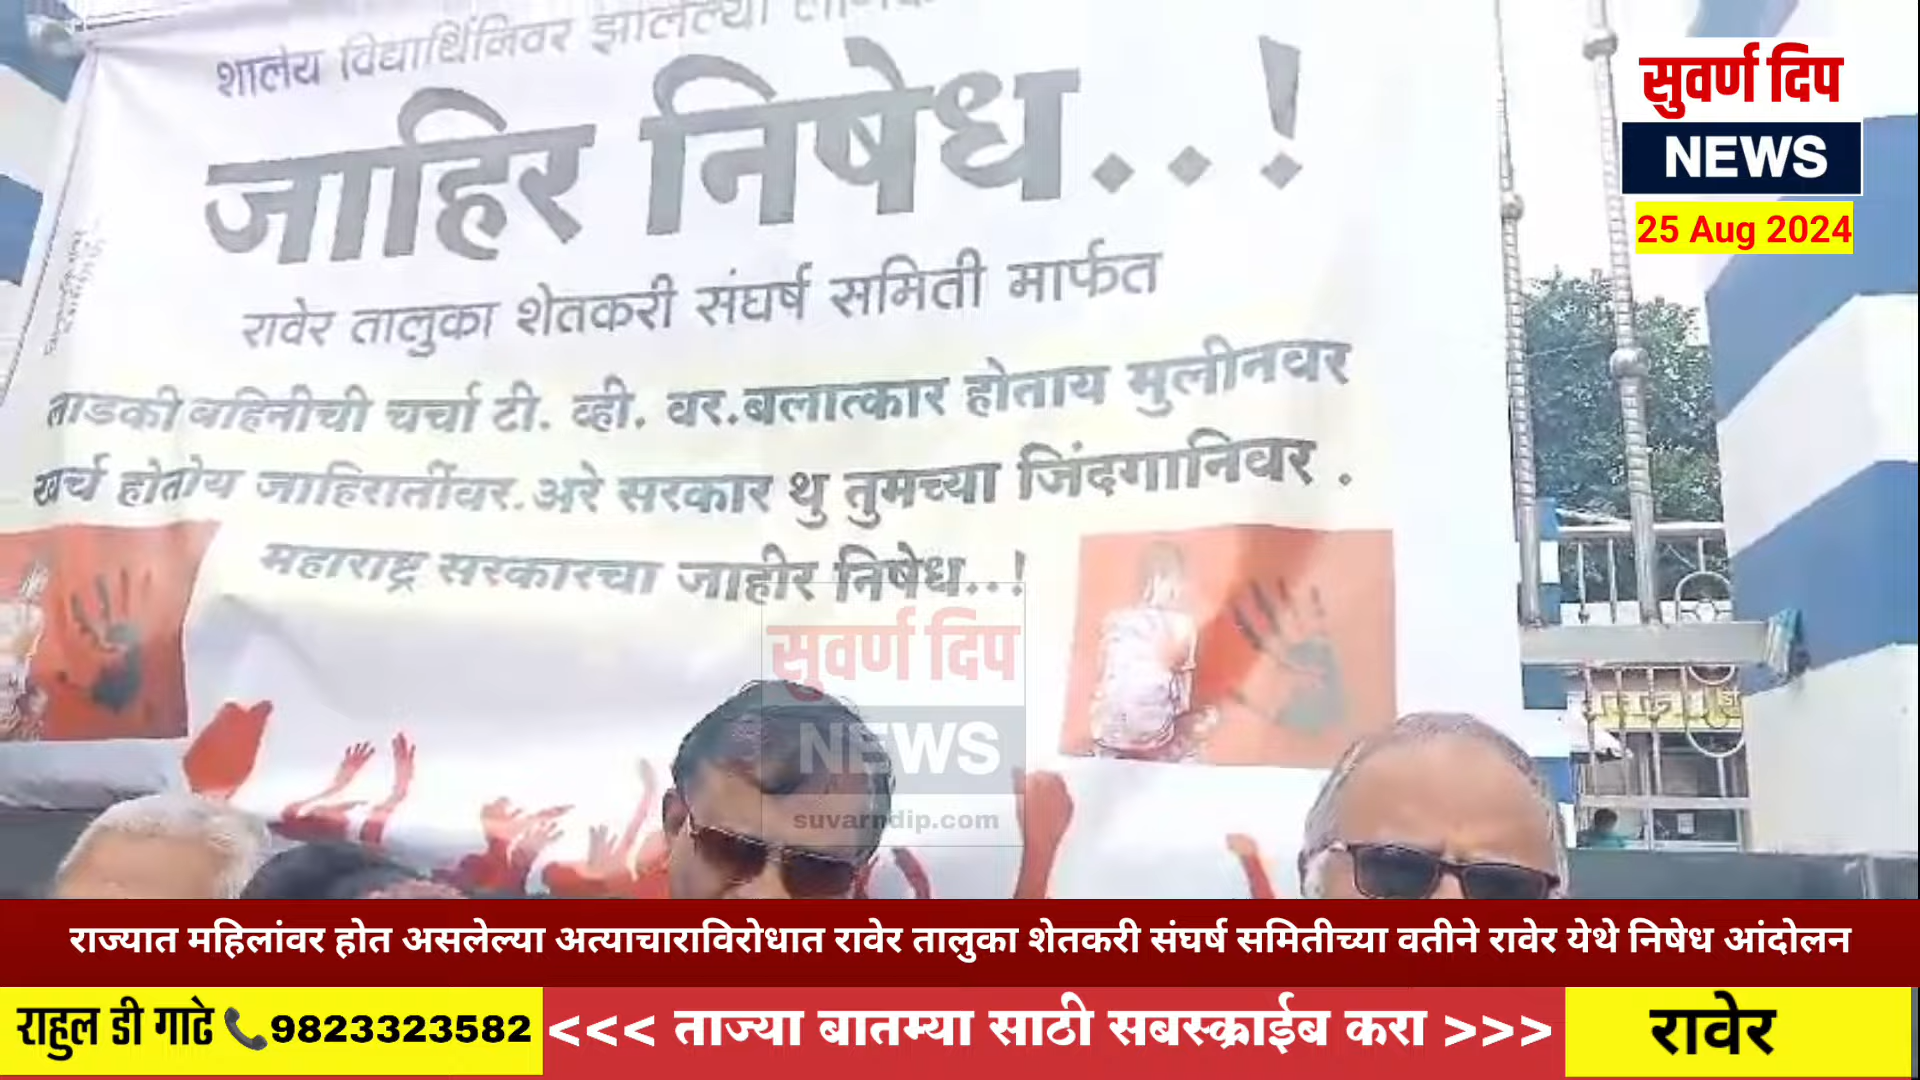 शालेय विद्यार्थिनिवर झालेल्या
जाहिर निषेध..!
रावेर तालुका शेतकरी संघर्ष समिती मार्फत
लाडकी बहिनीची चर्चा टी. व्ही. वर.बलात्कार होताय मुलीनवर
खर्च होतोय जाहिरातींवर.अरे सरकार थु तुमच्या जिंदगानिवर .
महाराष्ट्र सरकारचा जाहीर निषेध..!
सुवर्ण दिप
NEWS
25 Aug 2024
सुवर्ण दिप
NEWS
suvarndip.com
राज्यात महिलांवर होत असलेल्या अत्याचाराविरोधात रावेर तालुका शेतकरी संघर्ष समितीच्या वतीने रावेर येथे निषेध आंदोलन
राहुल डी गाढे 9823323582 <<< ताज्या बातम्या साठी सबस्क्राईब करा >>> रावेर